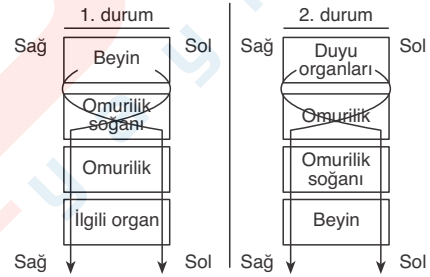 1. durum
Sağ
Sol
Beyin
Omurilik
soğanı
Omurilik
İlgili organ
Sağ
Sol
2. durum
Sağ
Sol
Duyu
organları
Omurilik
Omurilik
soğanı
Beyin
Sağ
Sol